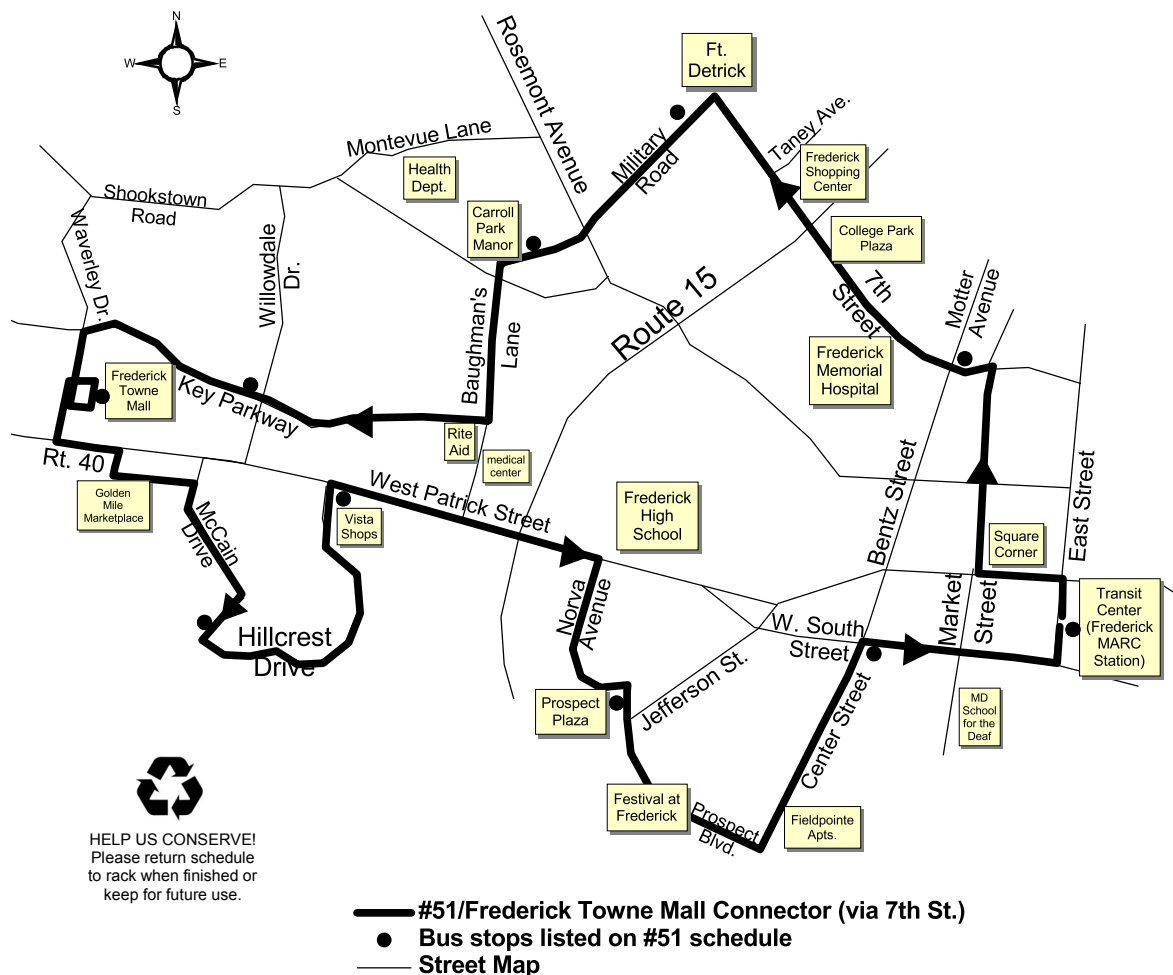 N
W
E
S
Rosemont Avenue
Ft.
Detrick
Military
Road
Taney Ave.
Montevue Lane
Health
Dept.
Frederick
Shopping
Center
Shookstown
Road
Carroll
Park
Manor
College Park
Plaza
Waverley Dr.
Willowdale
Dr.
7th
Street
Motter
Avenue
Route 15
Baughman's
Lane
Frederick
Memorial
Hospital
Frederick
Towne
Mall
Key Parkway
Rite
Aid
medical
center
Rt. 40
Golden
Mile
Marketplace
McCain
Drive
Vista
Shops
West Patrick Street
Frederick
High
School
Bentz Street
East Street
Square
Corner
Norva
Avenue
Market
Street
Transit
Center
(Frederick
MARC
Station)
Hillcrest
Drive
W. South
Street
Jefferson St.
Prospect
Plaza
Center Street
MD
School
for the
Deaf
Festival at
Frederick
Prospect
Blvd.
Fieldpointe
Apts.
HELP US CONSERVE!
Please return schedule
to rack when finished or
keep for future use.
#51/Frederick Towne Mall Connector (via 7th St.)
Bus stops listed on #51 schedule
Street Map